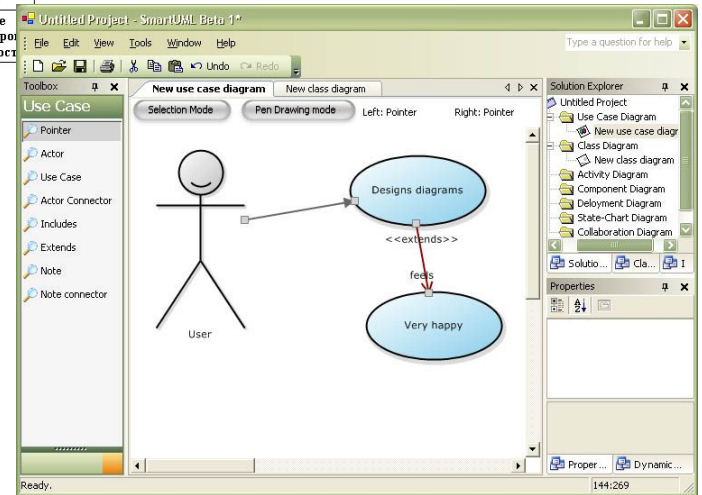 Untitled Project - SmartUML Beta 1*
File Edit View Tools Window Help
Type a question for help
Undo Redo
Toolbox
Use Case
Pointer
Actor
Use Case
Actor Connector
Includes
Extends
Note
Note connector
New use case diagram New class diagram
Selection Mode Pen Drawing mode Left: Pointer Right: Pointer
Designs diagrams
<<extends>>
feels
Very happy
User
Solution Explorer
Untitled Project
Use Case Diagram
New use case diagr
Class Diagram
New class diagram
Activity Diagram
Component Diagram
Deloyment Diagram
State-Chart Diagram
Collaboration Diagram
Solutio... Cla... I
Properties
Proper... Dynamic...
Ready.
144:269